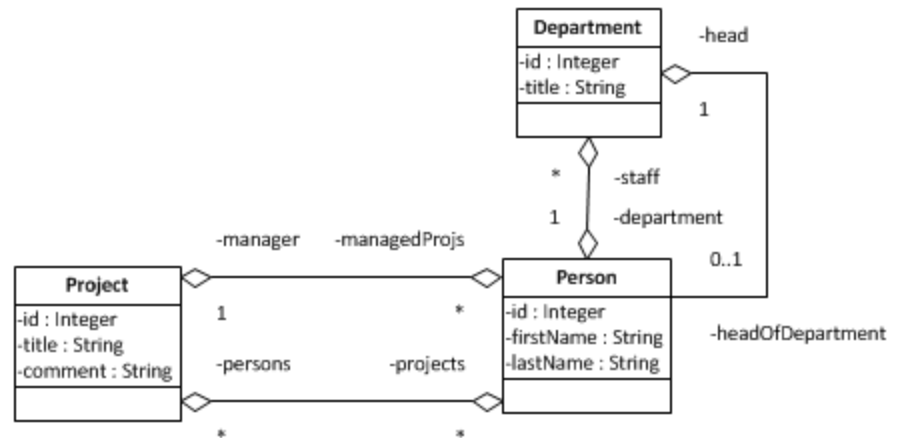 Department
-id : Integer
-title : String
-head
1
*
-staff
1
-department
0..1
-headOfDepartment
-manager
-managedProjs
1
*
-persons
-projects
*
*
Project
-id : Integer
-title : String
-comment : String
Person
-id : Integer
-firstName : String
-lastName : String